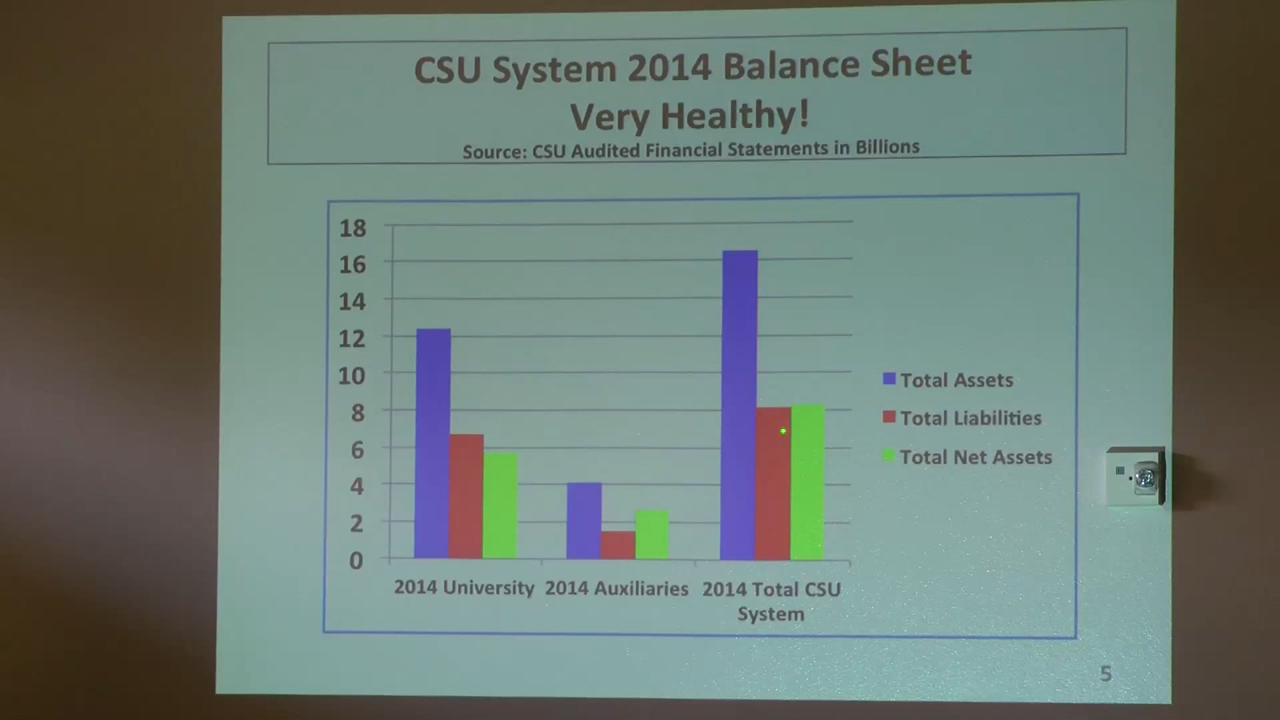 CSU System 2014 Balance Sheet
Very Healthy!
Source: CSU Audited Financial Statements in Billions
18
16
14
12
10
8
6
4
2
0
2014 University
2014 Auxiliaries
2014 Total CSU
System
Total Assets
Total Liabilities
Total Net Assets
5